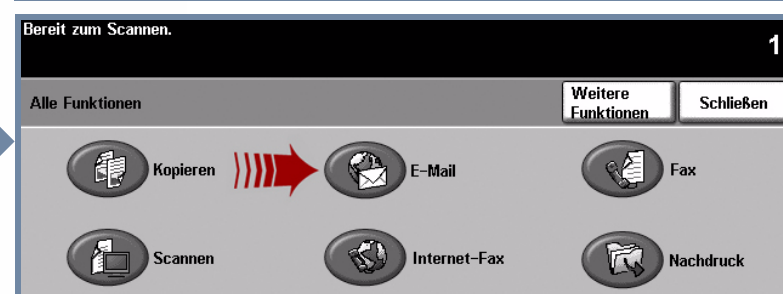 Bereit zum Scannen.
1
Alle Funktionen
Weitere
Funktionen
Schließen
Kopieren
E-Mail
Fax
Scannen
Internet-Fax
Nachdruck